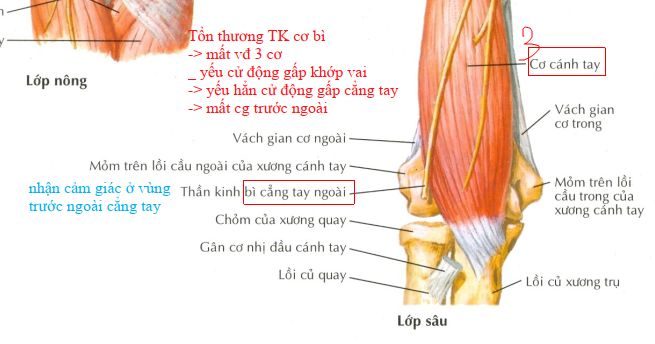 Lớp nông
Tồn thương TK cơ bì
-> mất vđ 3 cơ
_ yếu cử động gấp khớp vai
-> yếu hẳn cử động gấp cẳng tay
-> mất cg trước ngoài
3
Cơ cánh tay
Vách gian
cơ trong
Vách gian cơ ngoài
Mỏm trên lồi cầu ngoài của xương cánh tay
nhận cảm giác ở vùng
trước ngoài cẳng tay
Thần kinh bì cẳng tay ngoài
Mỏm trên lồi
cầu trong của
xương cánh tay
Chỏm của xương quay
Gân cơ nhị đầu cánh tay
Lồi củ quay
Lồi củ xương trụ
Lớp sâu